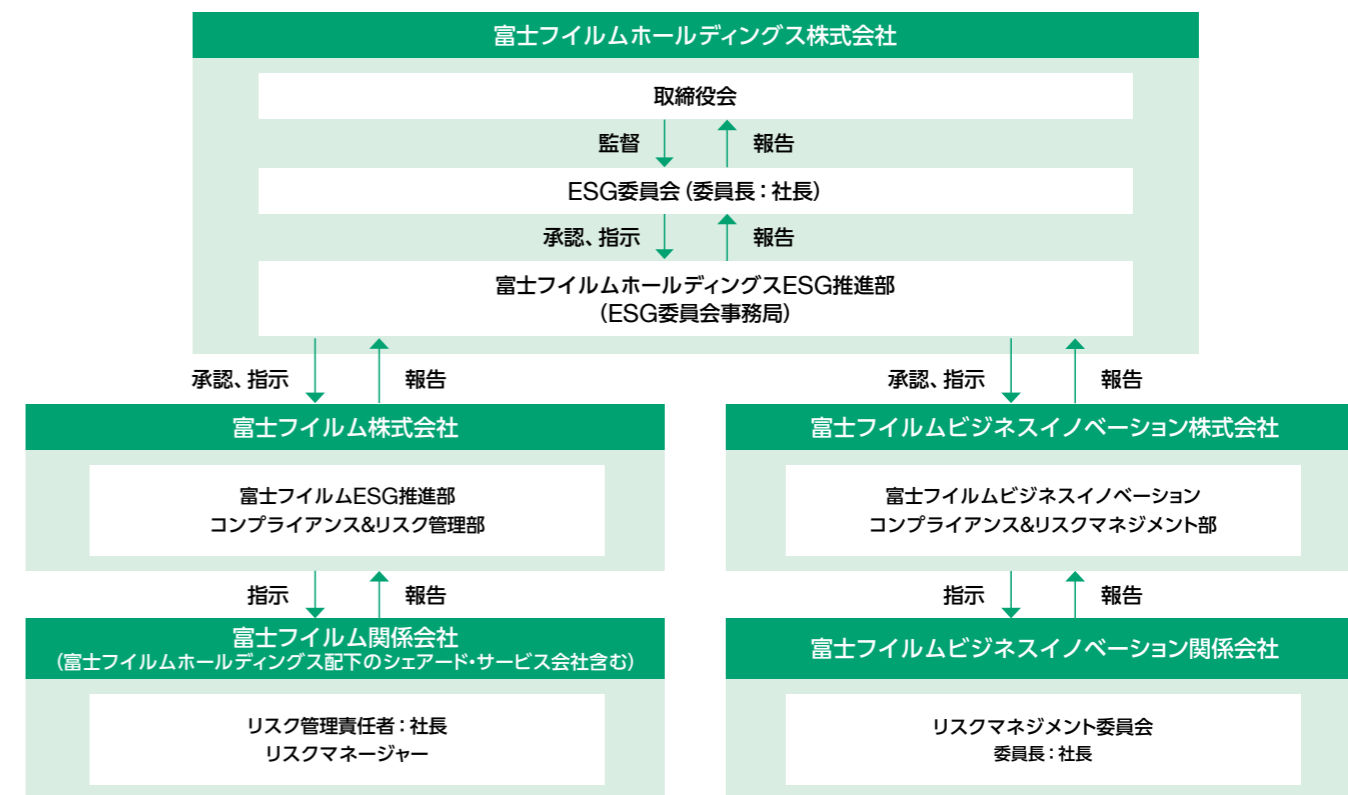 富士フイルムホールディングス株式会社
取締役会
監督 報告
ESG委員会（委員長：社長）
承認、指示 報告
富士フイルムホールディングスESG推進部
（ESG委員会事務局）
承認、指示 報告 承認、指示 報告
富士フイルム株式会社
富士フイルムESG推進部
コンプライアンス&リスク管理部
指示 報告
富士フイルム関係会社
（富士フイルムホールディングス配下のシェアード・サービス会社含む）
リスク管理責任者：社長
リスクマネージャー
富士フイルムビジネスイノベーション株式会社
富士フイルムビジネスイノベーション
コンプライアンス&リスクマネジメント部
指示 報告
富士フイルムビジネスイノベーション関係会社
リスクマネジメント委員会
委員長：社長